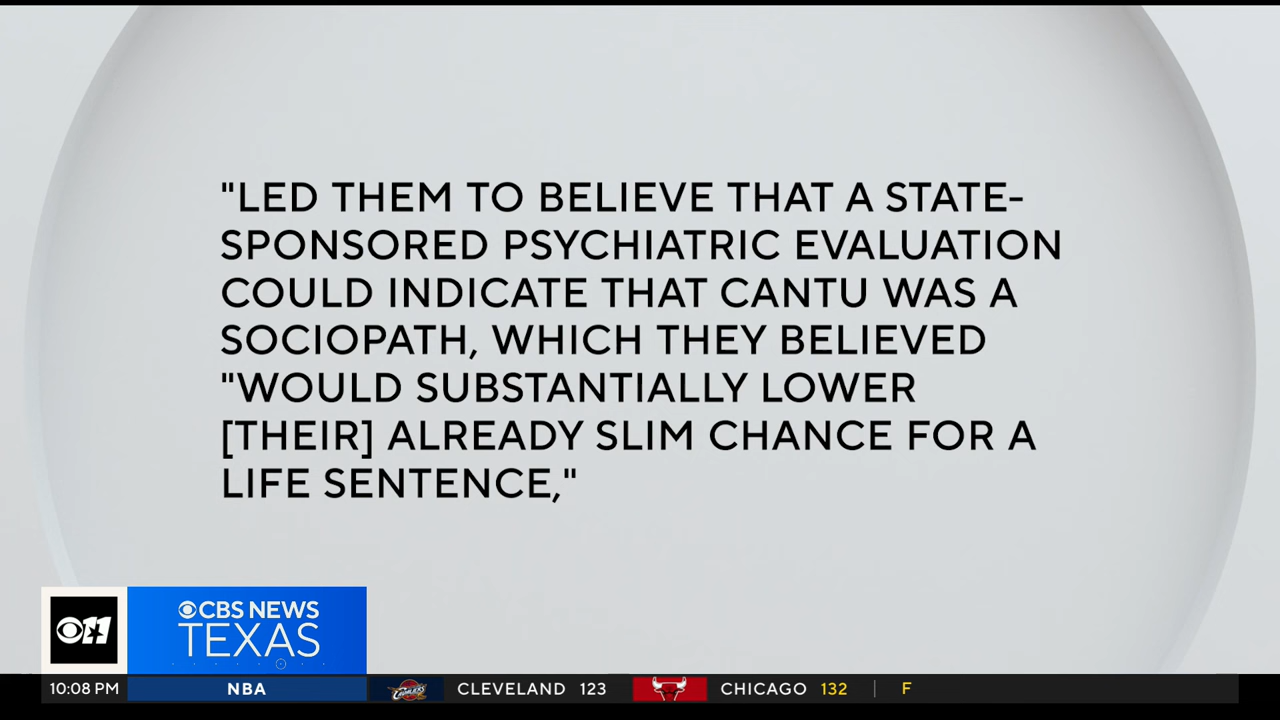 "LED THEM TO BELIEVE THAT A STATE-
SPONSORED PSYCHIATRIC EVALUATION
COULD INDICATE THAT CANTU WAS A
SOCIOPATH, WHICH THEY BELIEVED
"WOULD SUBSTANTIALLY LOWER
[THEIR] ALREADY SLIM CHANCE FOR A
LIFE SENTENCE,"
11
CBS NEWS
TEXAS
10:08 PM NBA CAVALIERS CLEVELAND 123 CHICAGO 132 | F